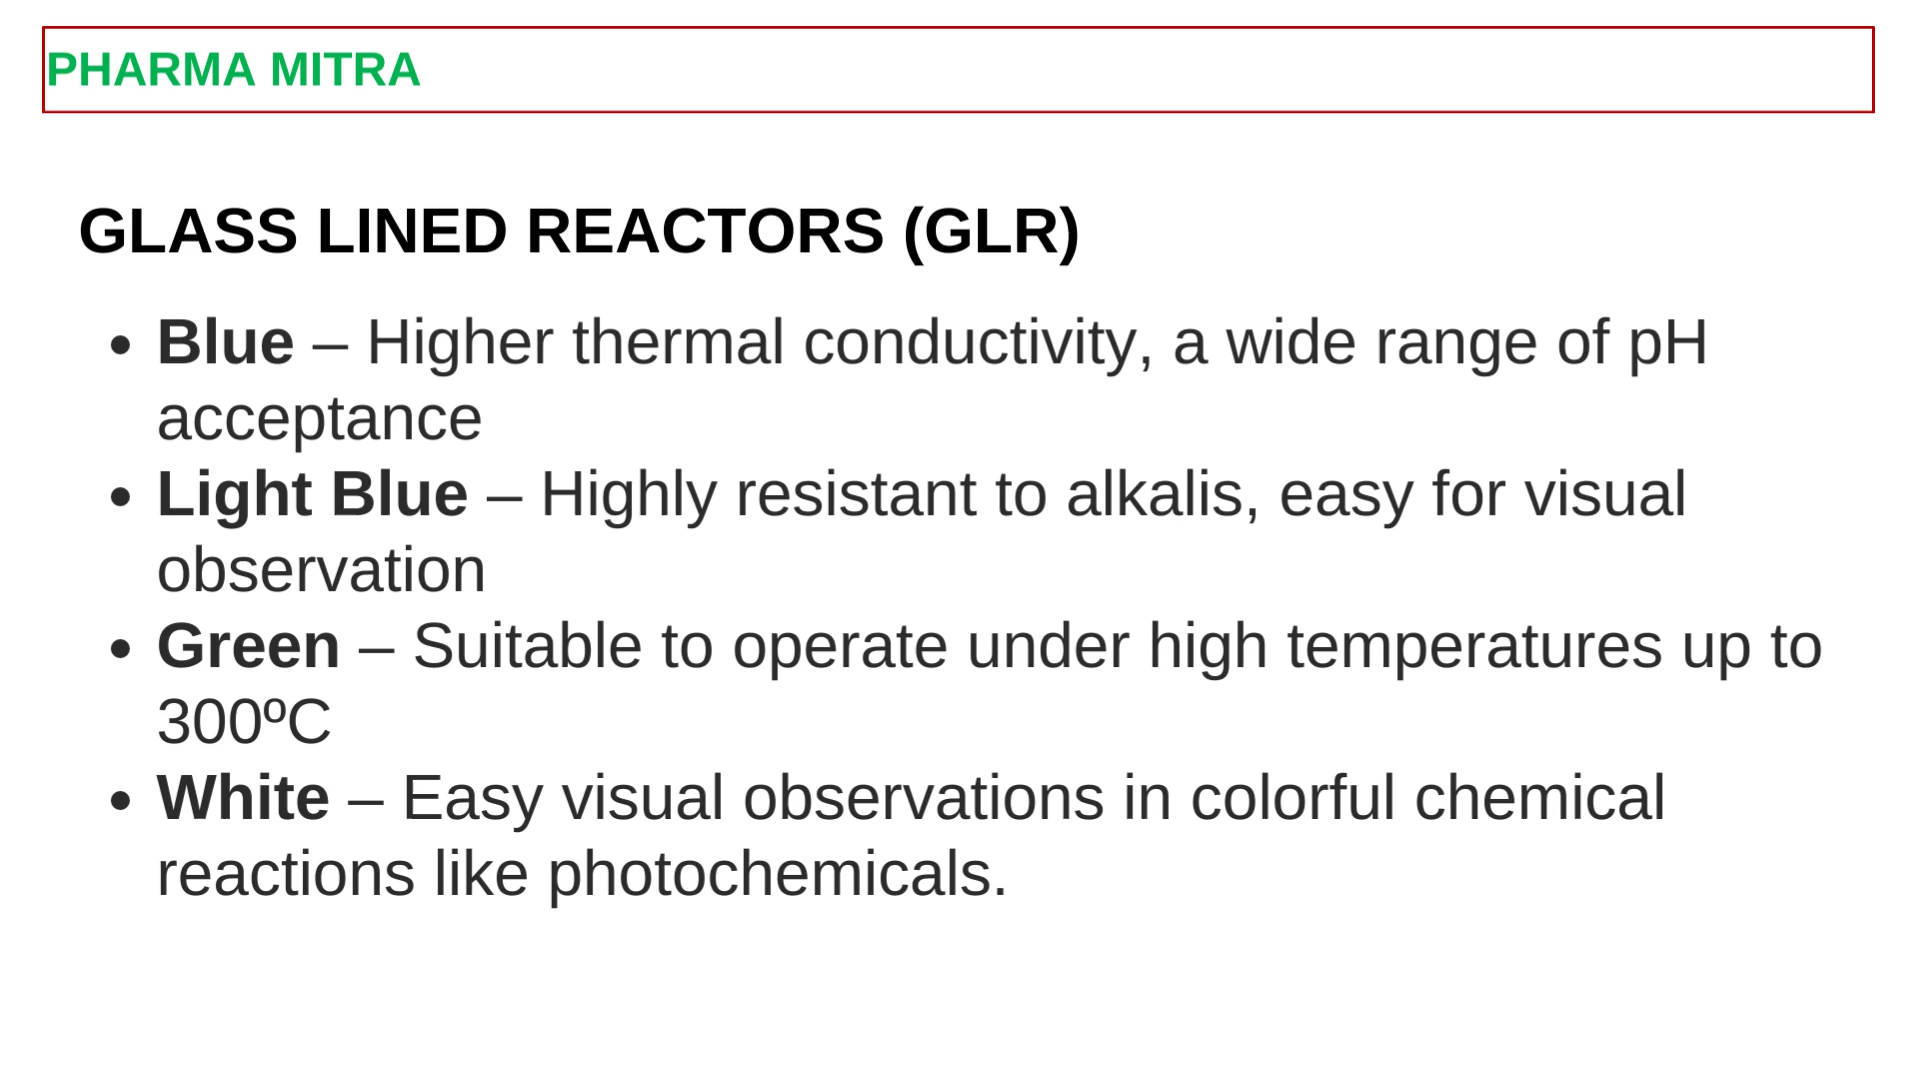 PHARMA MITRA
GLASS LINED REACTORS (GLR)
• Blue – Higher thermal conductivity, a wide range of pH
acceptance
• Light Blue – Highly resistant to alkalis, easy for visual
observation
• Green – Suitable to operate under high temperatures up to
300ºC
• White – Easy visual observations in colorful chemical
reactions like photochemicals.